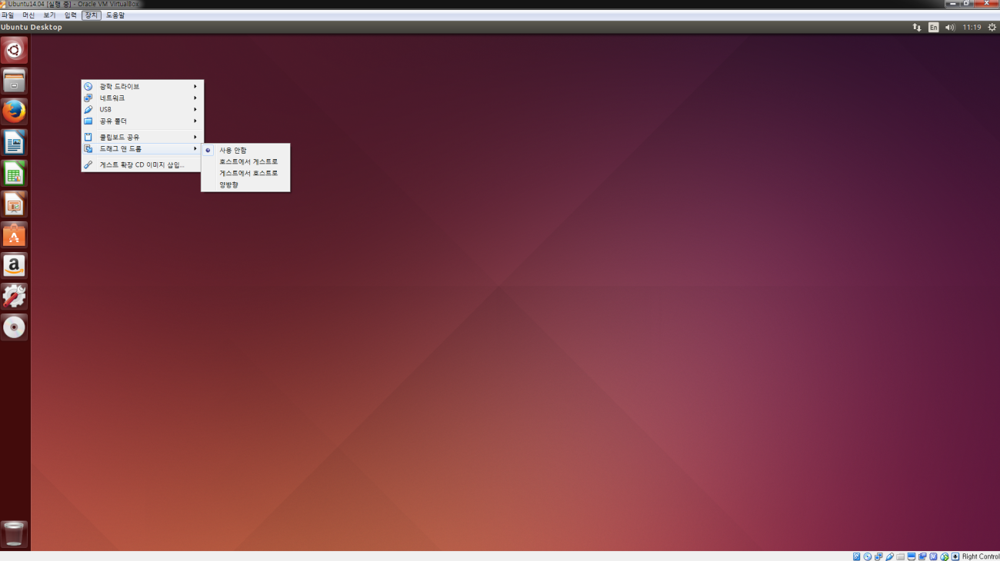 Ubuntu14.04 [실행 중] - Oracle VM VirtualBox
파일 머신 보기 입력 장치 도움말
Ubuntu Desktop En 11:19
광학 드라이브
네트워크
USB
공유 폴더
클립보드 공유
드래그 앤 드롭
게스트 확장 CD 이미지 삽입...
사용 안함
호스트에서 게스트로
게스트에서 호스트로
양방향
Right Control